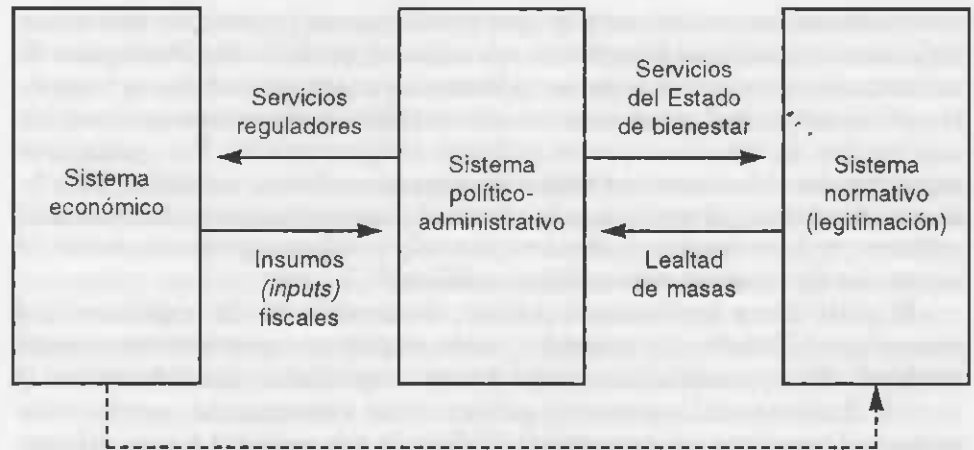 Sistema
económico
Servicios
reguladores
Insumos
(inputs)
fiscales
Sistema
político-
administrativo
Servicios
del Estado
de bienestar
Lealtad
de masas
Sistema
normativo
(legitimación)